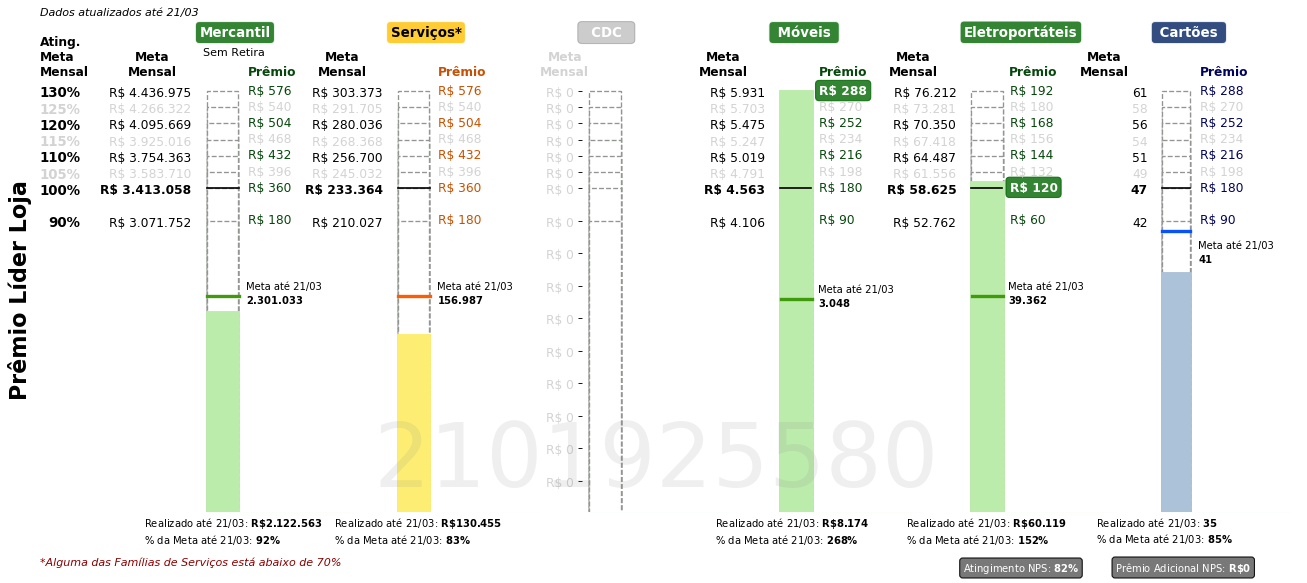 Dados atualizados até 21/03
Mercantil Serviços* CDC Móveis Eletroportáteis Cartões
Sem Retira
Ating. Meta Mensal Meta Mensal Prêmio Meta Mensal Prêmio Meta Mensal Meta Mensal Prêmio Meta Mensal Prêmio Meta Mensal Prêmio
130% R$ 4.436.975 R$ 576 R$ 303.373 R$ 576 R$ 0 R$ 5.931 R$ 288 R$ 76.212 R$ 192 61 R$ 288
125% R$ 4.266.322 R$ 540 R$ 291.705 R$ 540 R$ 0 R$ 5.703 R$ 270 R$ 73.281 R$ 180 58 R$ 270
120% R$ 4.095.669 R$ 504 R$ 280.036 R$ 504 R$ 0 R$ 5.475 R$ 252 R$ 70.350 R$ 168 56 R$ 252
115% R$ 3.925.016 R$ 468 R$ 268.368 R$ 468 R$ 0 R$ 5.247 R$ 234 R$ 67.418 R$ 156 54 R$ 234
110% R$ 3.754.363 R$ 432 R$ 256.700 R$ 432 R$ 0 R$ 5.019 R$ 216 R$ 64.487 R$ 144 51 R$ 216
105% R$ 3.583.710 R$ 396 R$ 245.032 R$ 396 R$ 0 R$ 4.791 R$ 198 R$ 61.556 R$ 132 49 R$ 198
100% R$ 3.413.058 R$ 360 R$ 233.364 R$ 360 R$ 0 R$ 4.563 R$ 180 R$ 58.625 R$ 120 47 R$ 180
90% R$ 3.071.752 R$ 180 R$ 210.027 R$ 180 R$ 0 R$ 4.106 R$ 90 R$ 52.762 R$ 60 42 R$ 90
R$ 0
R$ 0
R$ 0
R$ 0
R$ 0
R$ 0
R$ 0
R$ 0
Meta até 21/03
2.301.033
Meta até 21/03
156.987
Meta até 21/03
3.048
Meta até 21/03
39.362
Meta até 21/03
41
Prêmio Líder Loja
2101925580
Realizado até 21/03: R$2.122.563 Realizado até 21/03: R$130.455 Realizado até 21/03: R$8.174 Realizado até 21/03: R$60.119 Realizado até 21/03: 35
% da Meta até 21/03: 92% % da Meta até 21/03: 83% % da Meta até 21/03: 268% % da Meta até 21/03: 152% % da Meta até 21/03: 85%
*Alguma das Famílias de Serviços está abaixo de 70%
Atingimento NPS: 82% Prêmio Adicional NPS: R$0